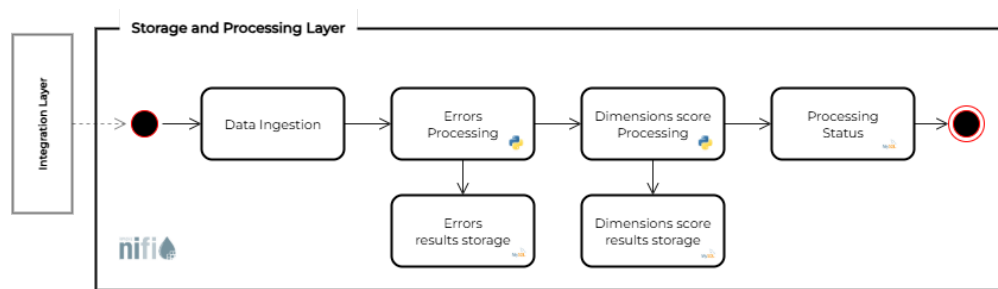 Storage and Processing Layer
Integration Layer
Data Ingestion
Errors
Processing
Dimensions score
Processing
Processing
Status
Errors
results storage
Dimensions score
results storage
nifi